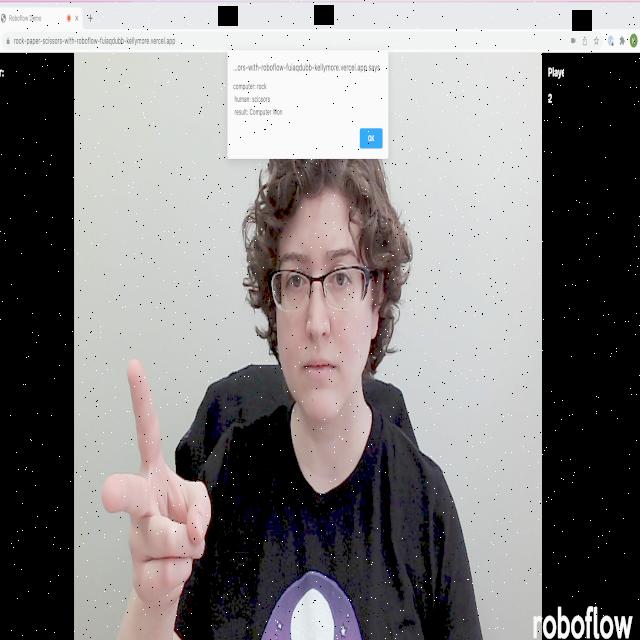 Roboflow Demo
rock-paper-scissors-with-roboflow-fuiaqdubb-kellymore.vercel.app
...ors-with-roboflow-fuiaqdubb-kellymore.vercel.app says
computer: rock
human: scissors
result: Computer Won
OK
r:
Playe
2
roboflow